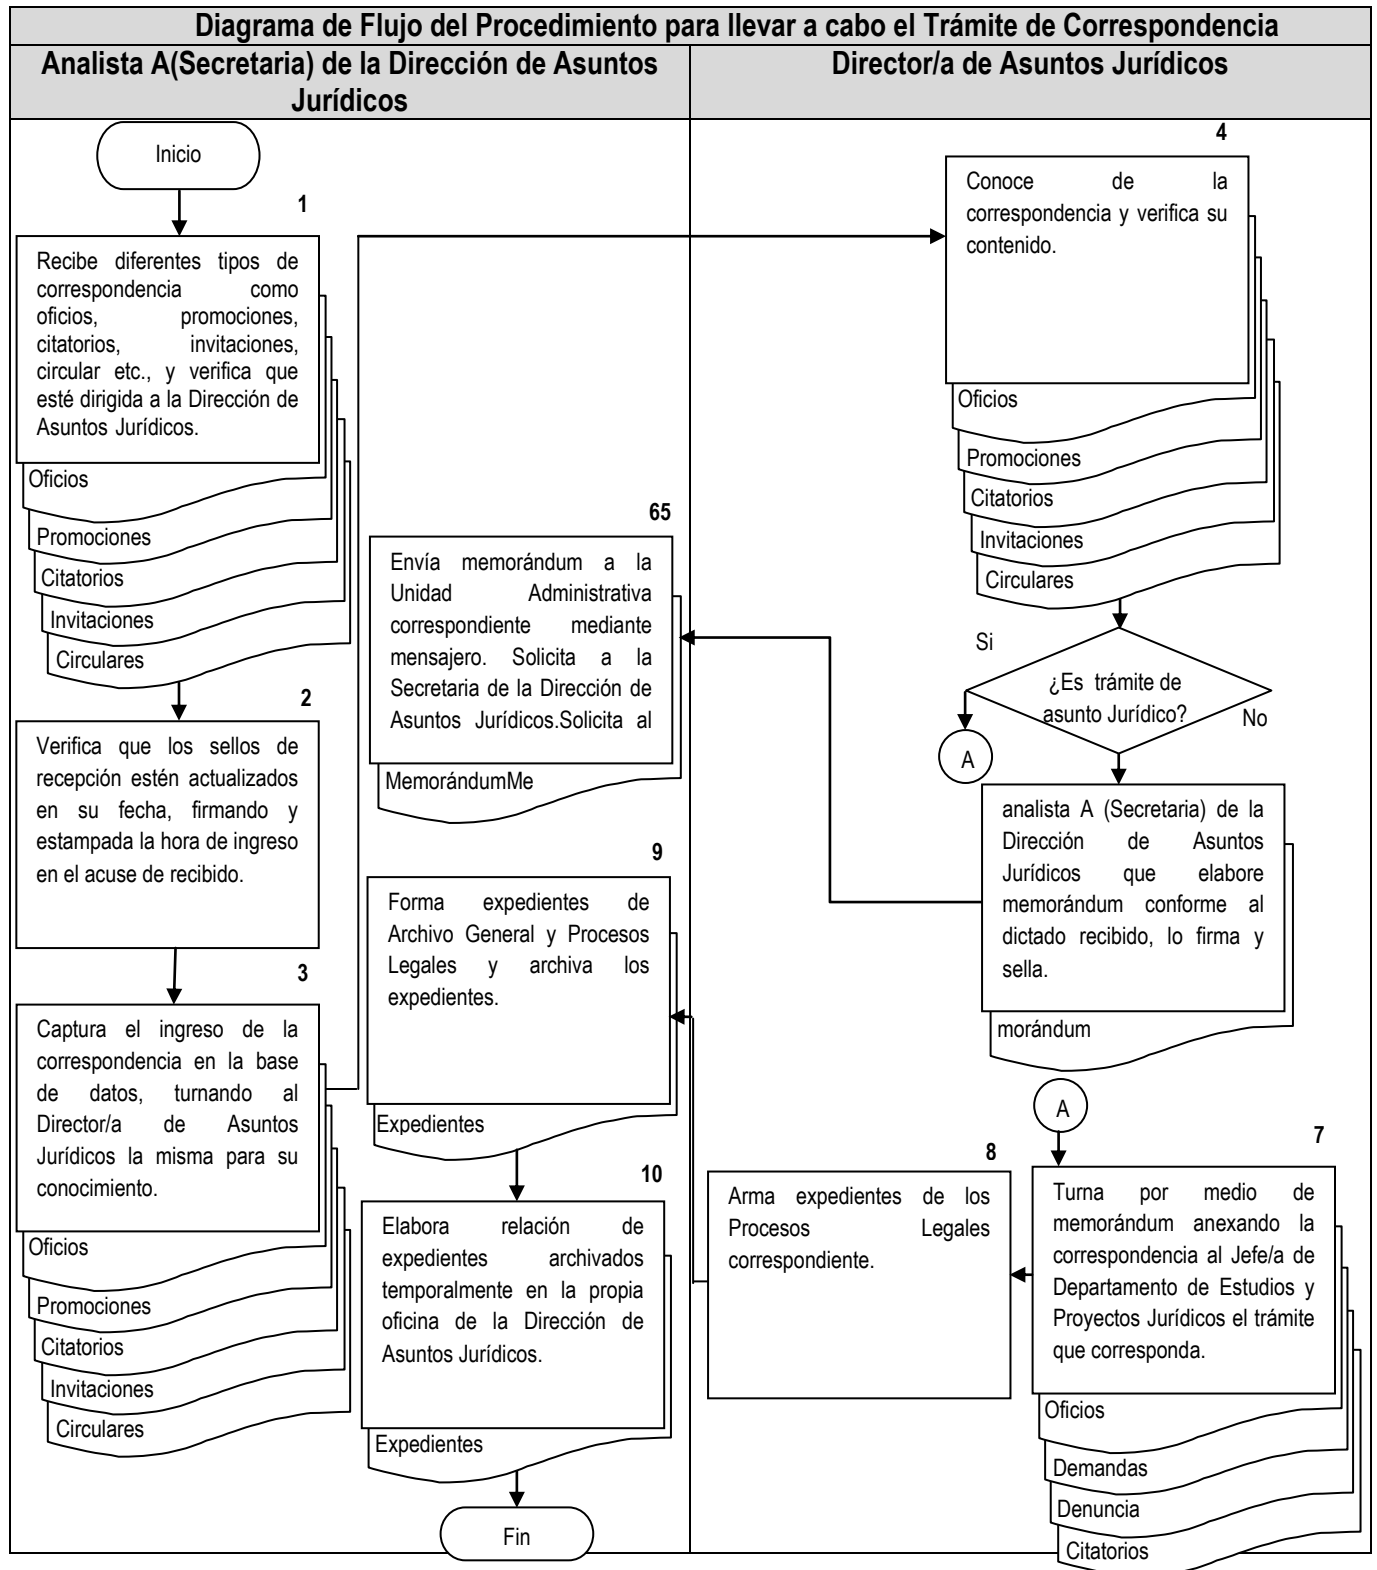 Diagrama de Flujo del Procedimiento para llevar a cabo el Trámite de Correspondencia
Analista A(Secretaria) de la Dirección de Asuntos
Jurídicos
Director/a de Asuntos Jurídicos
Inicio
1
Recibe diferentes tipos de
correspondencia como
oficios, promociones,
citatorios, invitaciones,
circular etc., y verifica que
esté dirigida a la Dirección de
Asuntos Jurídicos.
Oficios
Promociones
Citatorios
Invitaciones
Circulares
2
Verifica que los sellos de
recepción estén actualizados
en su fecha, firmando y
estampada la hora de ingreso
en el acuse de recibido.
3
Captura el ingreso de la
correspondencia en la base
de datos, turnando al
Director/a de Asuntos
Jurídicos la misma para su
conocimiento.
Oficios
Promociones
Citatorios
Invitaciones
Circulares
4
Conoce de la
correspondencia y verifica su
contenido.
Oficios
Promociones
Citatorios
Invitaciones
Circulares
Si
¿Es trámite de
asunto Jurídico?
No
A
analista A (Secretaria) de la
Dirección de Asuntos
Jurídicos que elabore
memorándum conforme al
dictado recibido, lo firma y
sella.
morándum
65
Envía memorándum a la
Unidad Administrativa
correspondiente mediante
mensajero. Solicita a la
Secretaria de la Dirección de
Asuntos Jurídicos.Solicita al
MemorándumMe
A
7
Turna por medio de
memorándum anexando la
correspondencia al Jefe/a de
Departamento de Estudios y
Proyectos Jurídicos el trámite
que corresponda.
Oficios
Demandas
Denuncia
Citatorios
8
Arma expedientes de los
Procesos Legales
correspondiente.
9
Forma expedientes de
Archivo General y Procesos
Legales y archiva los
expedientes.
Expedientes
10
Elabora relación de
expedientes archivados
temporalmente en la propia
oficina de la Dirección de
Asuntos Jurídicos.
Expedientes
Fin